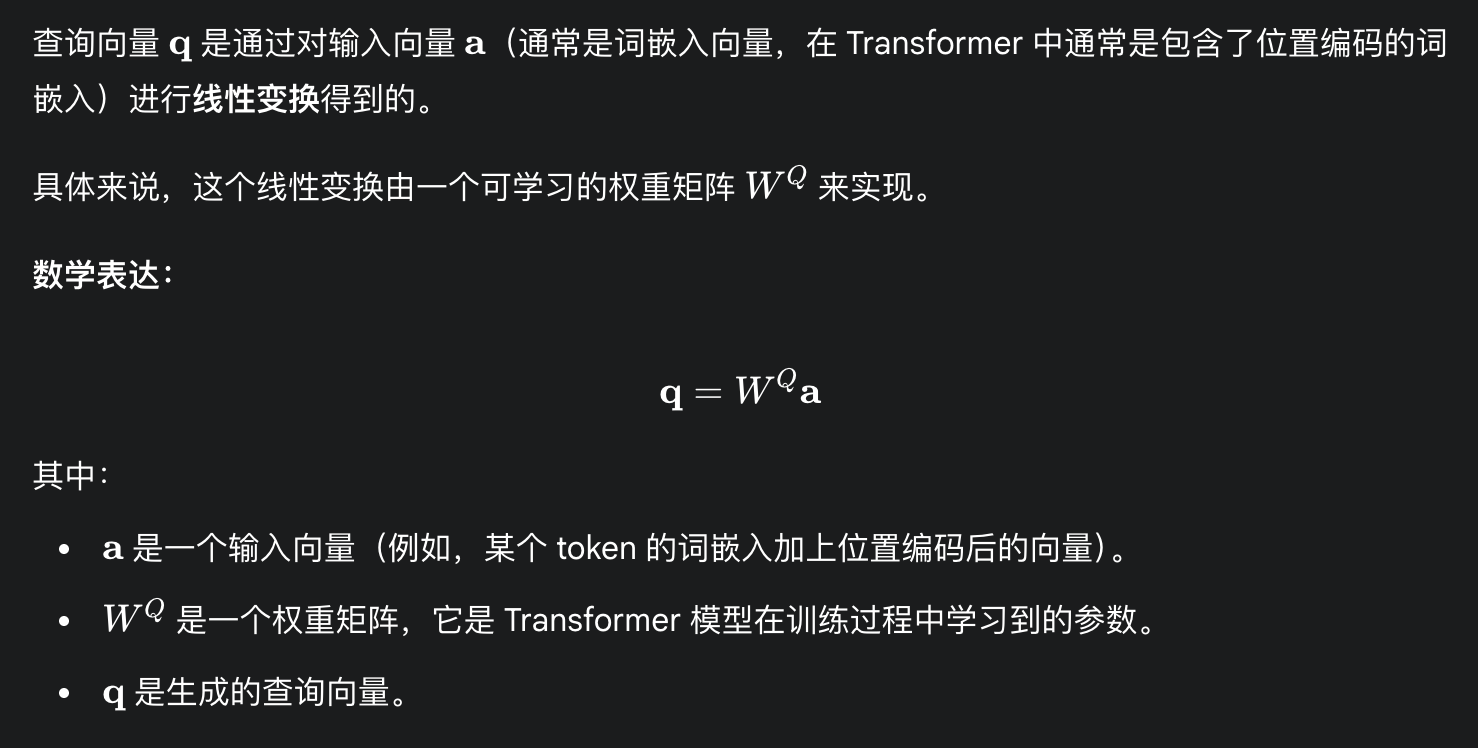 查询向量 q 是通过对输入向量 a（通常是词嵌入向量，在 Transformer 中通常是包含了位置编码的词
嵌入）进行线性变换得到的。
具体来说，这个线性变换由一个可学习的权重矩阵 W^Q 来实现。
数学表达：
q = W^Q a
其中：
• a 是一个输入向量（例如，某个 token 的词嵌入加上位置编码后的向量）。
• W^Q 是一个权重矩阵，它是 Transformer 模型在训练过程中学习到的参数。
• q 是生成的查询向量。